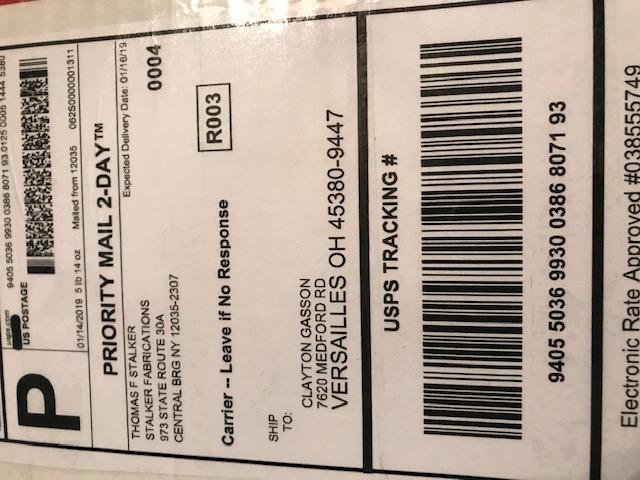 usps.com
9405 5036 9930 0386 8071 93 0125 0005 1444 5380
US POSTAGE
01/14/2019 5 lb 14 oz Mailed from 12035 062S0000001311
P
PRIORITY MAIL 2-DAY™
THOMAS F STALKER
STALKER FABRICATIONS
973 STATE ROUTE 30A
CENTRAL BRG NY 12035-2307
Expected Delivery Date: 01/16/19
0004
Carrier -- Leave if No Response
R003
SHIP
TO:
CLAYTON GASSON
7620 MEDFORD RD
VERSAILLES OH 45380-9447
USPS TRACKING #
9405 5036 9930 0386 8071 93
Electronic Rate Approved #038555749